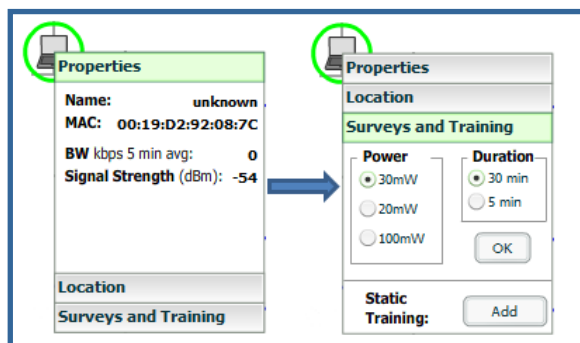 Properties
Name: unknown
MAC: 00:19:D2:92:08:7C
BW kbps 5 min avg: 0
Signal Strength (dBm): -54
Location
Surveys and Training
Properties
Location
Surveys and Training
Power
30mW
20mW
100mW
Duration
30 min
5 min
OK
Static
Training:
Add